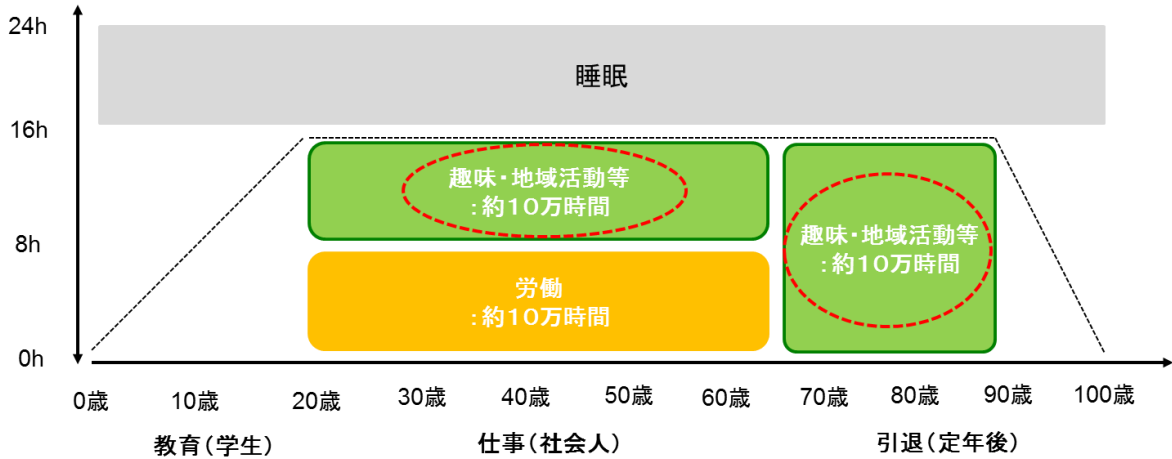 24h
睡眠
16h
趣味・地域活動等
:約10万時間
8h
趣味・地域活動等
:約10万時間
労働
:約10万時間
0h
0歳
10歳
20歳
30歳
40歳
50歳
60歳
70歳
80歳
90歳
100歳
教育(学生)
仕事(社会人)
引退(定年後)